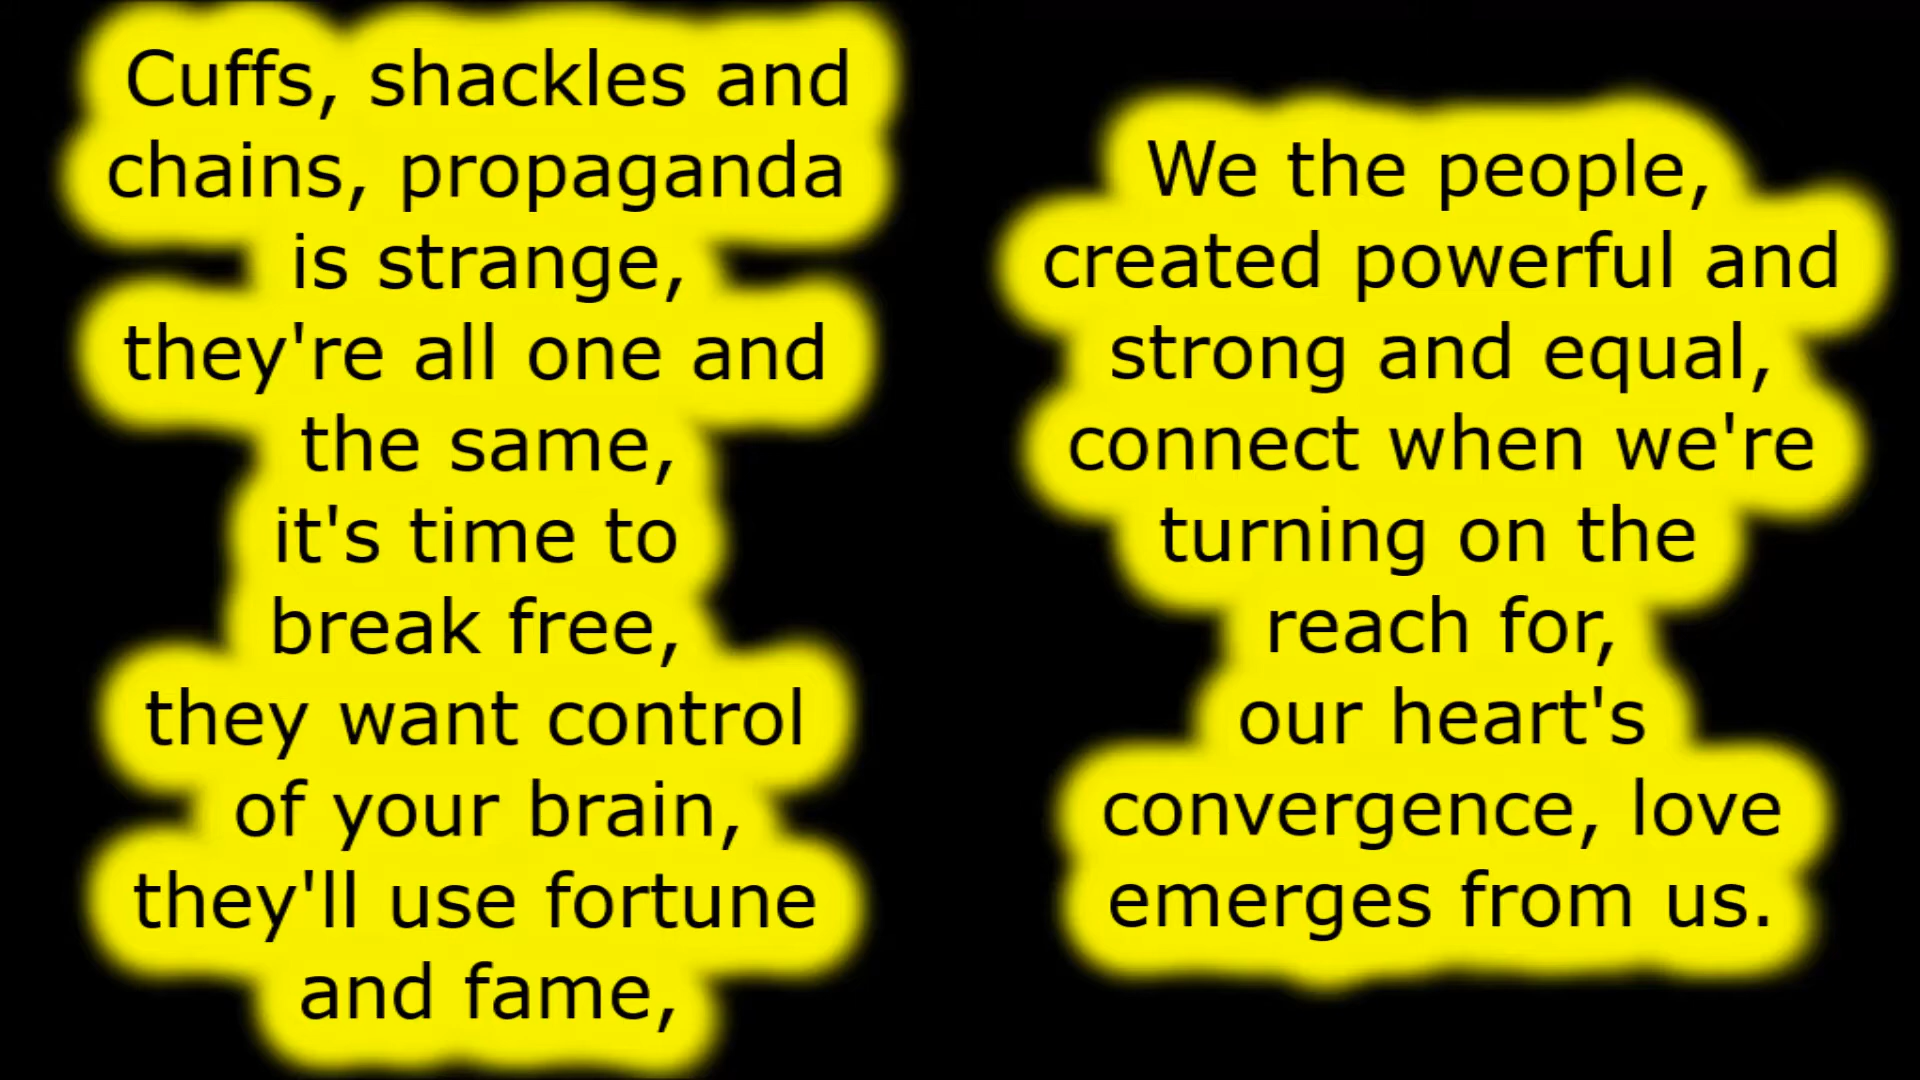 Cuffs, shackles and
chains, propaganda
is strange,
they're all one and
the same,
it's time to
break free,
they want control
of your brain,
they'll use fortune
and fame,
We the people,
created powerful and
strong and equal,
connect when we're
turning on the
reach for,
our heart's
convergence, love
emerges from us.